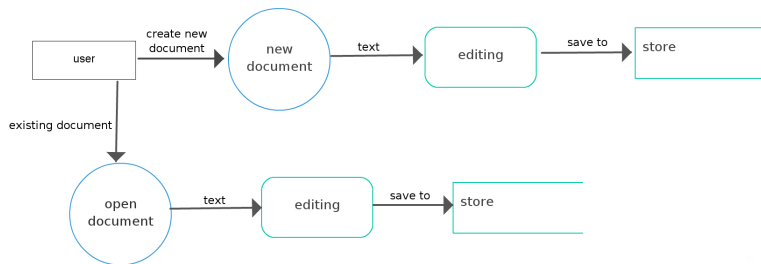 create new
document
user
new
document
text
editing
save to
store
existing document
open
document
text
editing
save to
store